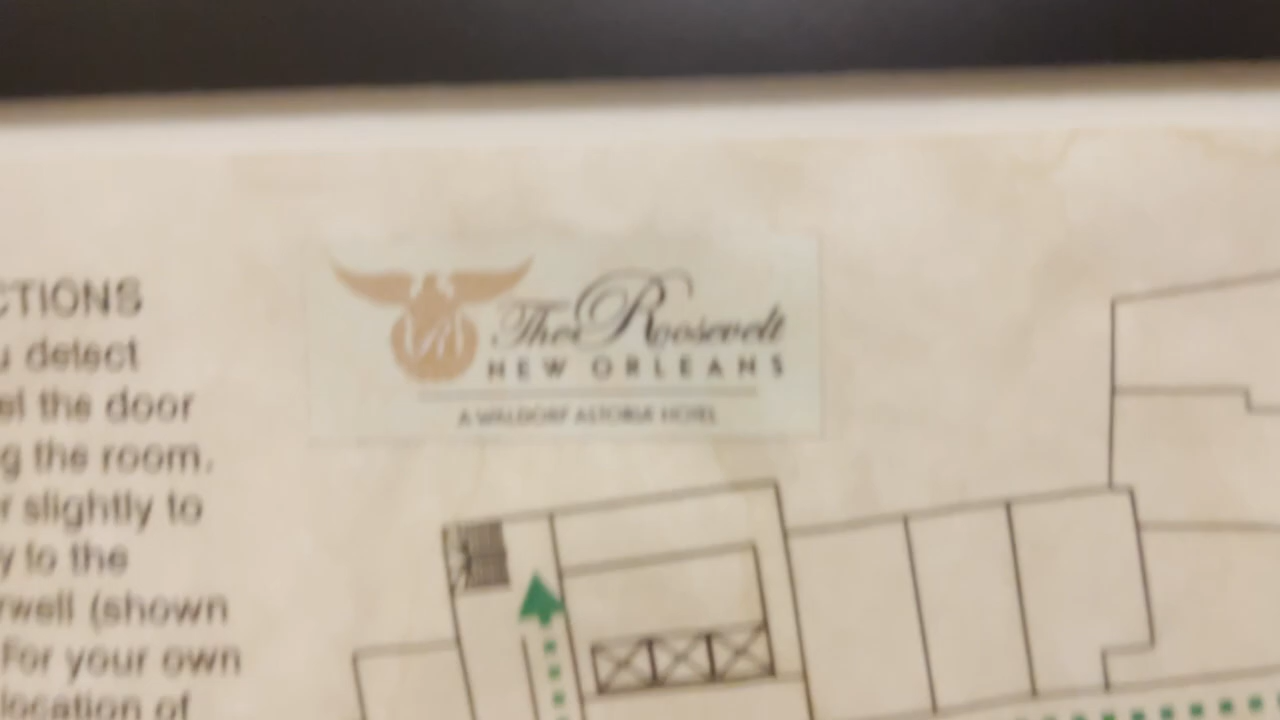 CTIONS
u detect
el the door
g the room.
r slightly to
y to the
rwell (shown
For your own
location of
The Roosevelt
NEW ORLEANS
A WALDORF ASTORIA HOTEL